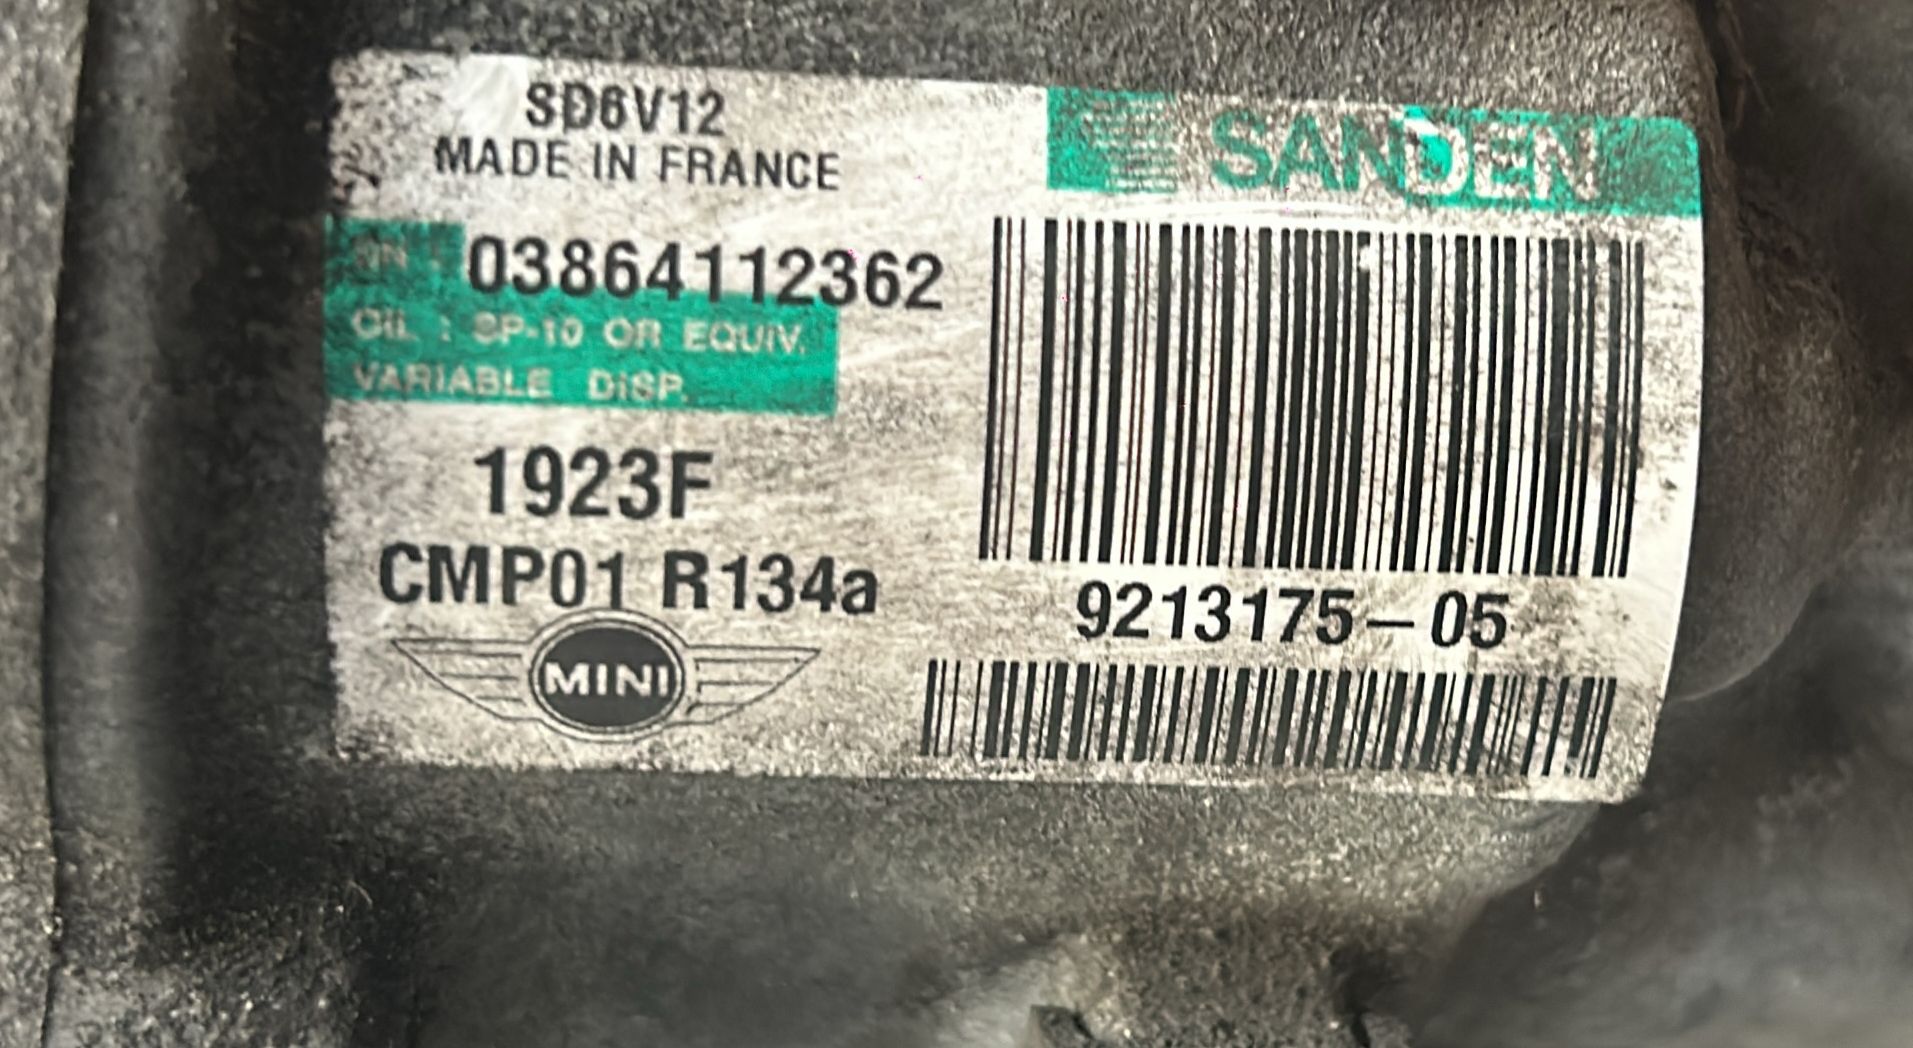 SD6V12
MADE IN FRANCE
SANDEN
03864112362
OIL : SP-10 OR EQUIV.
VARIABLE DISP.
1923F
CMP01 R134a
9213175-05
MINI